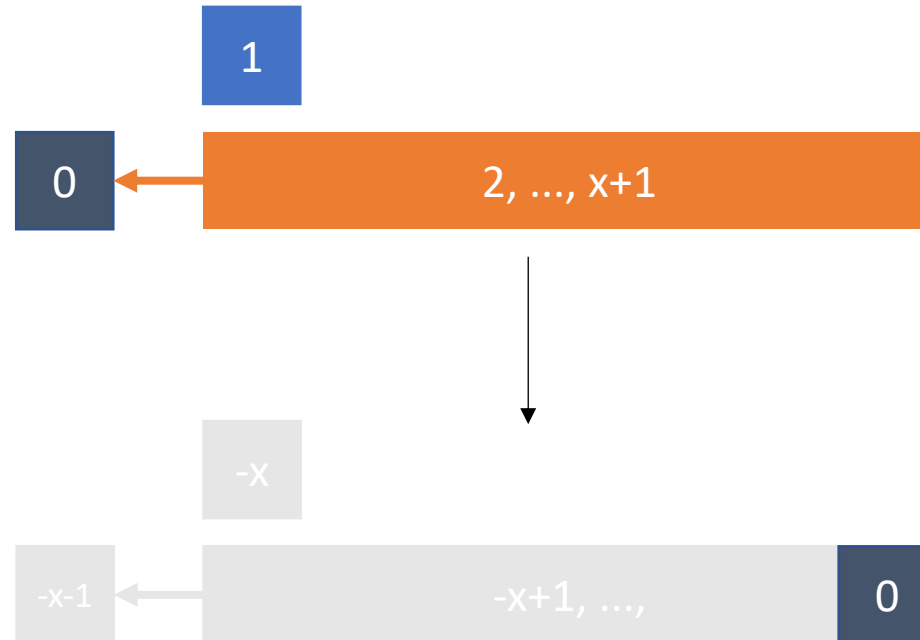 1
0
2, ..., x+1
-x
-x-1
-x+1, ...,
0